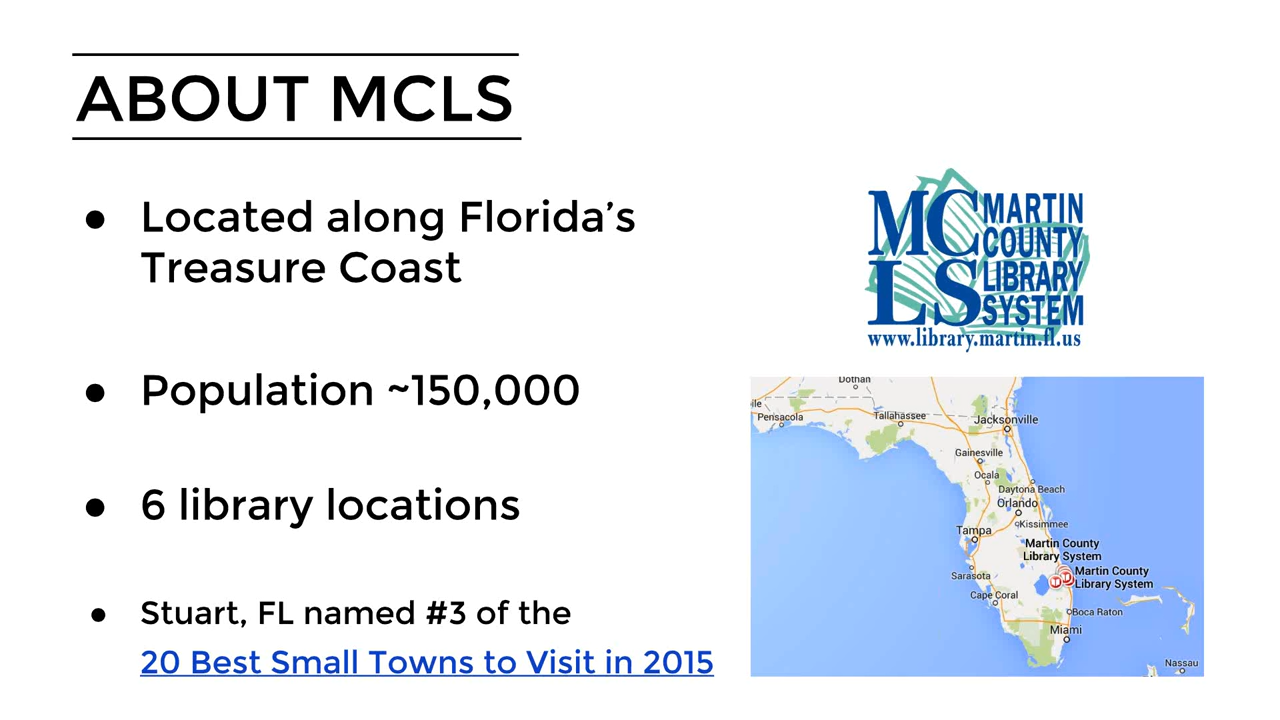 ABOUT MCLS
● Located along Florida’s
Treasure Coast
● Population ~150,000
● 6 library locations
● Stuart, FL named #3 of the
20 Best Small Towns to Visit in 2015
MC MARTIN
COUNTY
LS LIBRARY
SYSTEM
www.library.martin.fl.us
Dothan
ile
Pensacola
Tallahassee
Jacksonville
Gainesville
Ocala
Daytona Beach
Orlando
Kissimmee
Tampa
Martin County
Library System
Martin County
Library System
Sarasota
Cape Coral
Boca Raton
Miami
Nassau